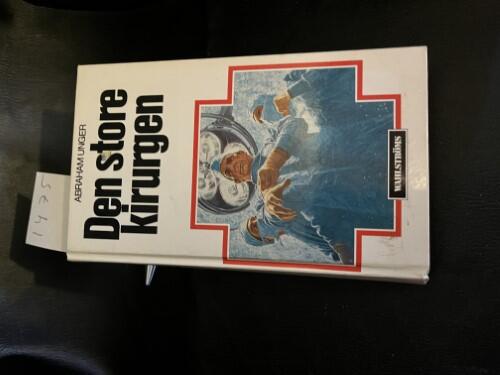 ABRAHAM UNGER
Den store
kirurgen
WAHLSTRÖMS
1475